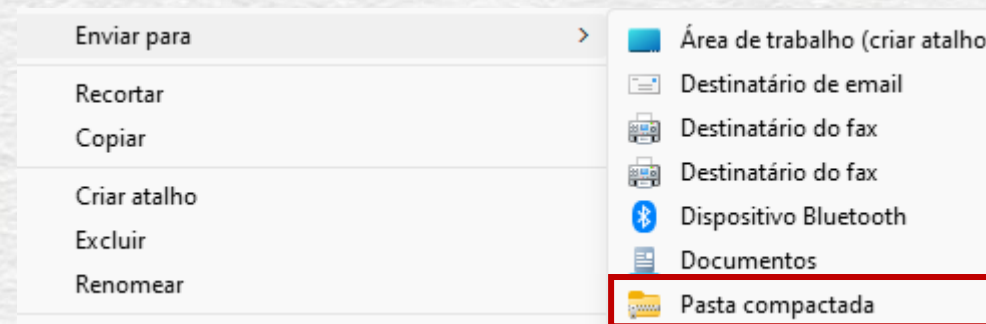 Enviar para
Recortar
Copiar
Criar atalho
Excluir
Renomear
Área de trabalho (criar atalho
Destinatário de email
Destinatário do fax
Destinatário do fax
Dispositivo Bluetooth
Documentos
Pasta compactada